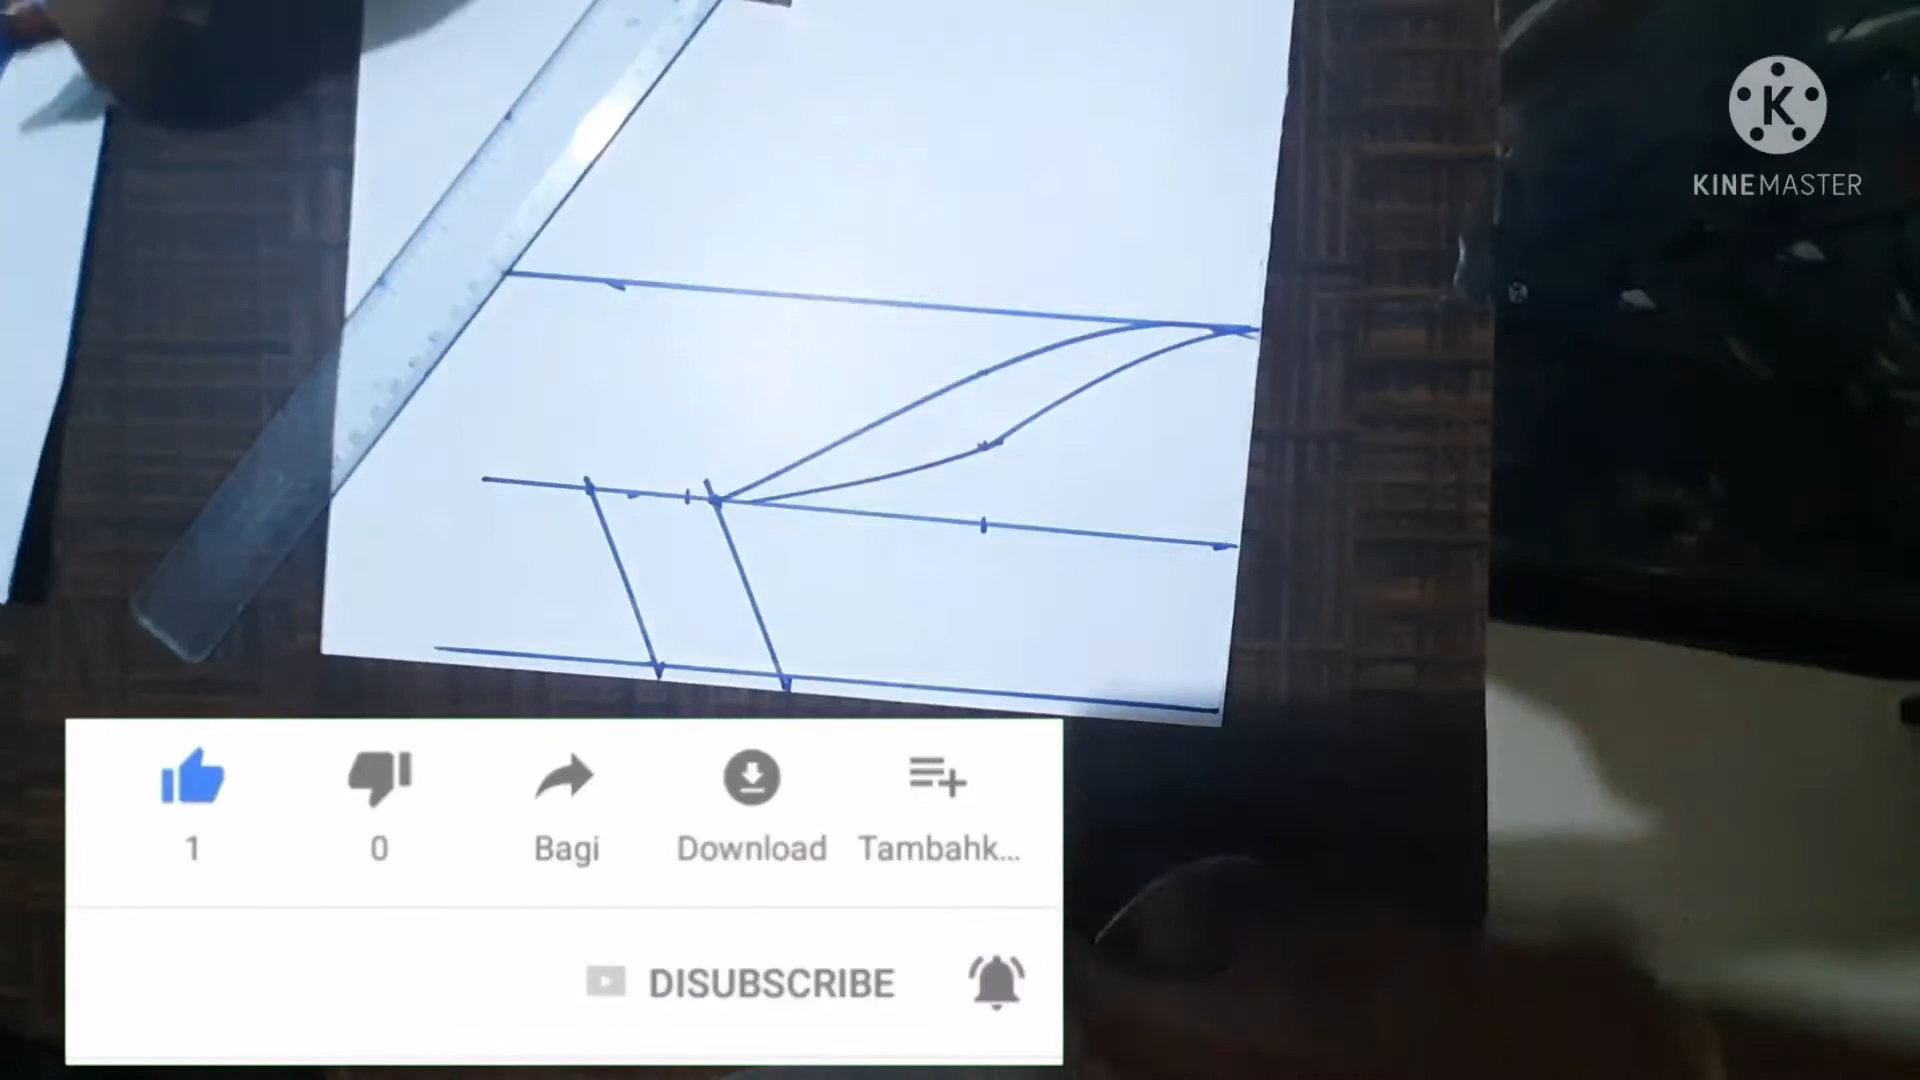 K
KINEMASTER
1
0
Bagi
Download
Tambahk...
DISUBSCRIBE